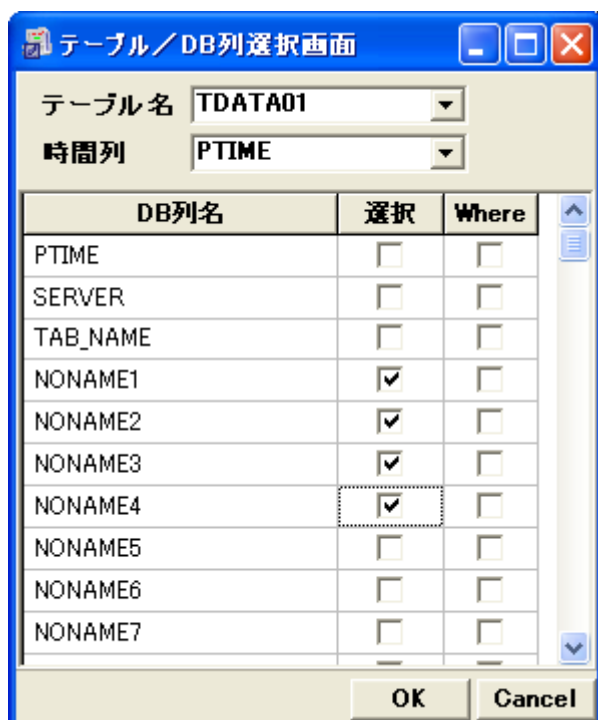 テーブル／DB列選択画面
テーブル名 TDATA01
時間列 PTIME
DB列名 選択 Where
PTIME
SERVER
TAB_NAME
NONAME1
NONAME2
NONAME3
NONAME4
NONAME5
NONAME6
NONAME7
OK Cancel